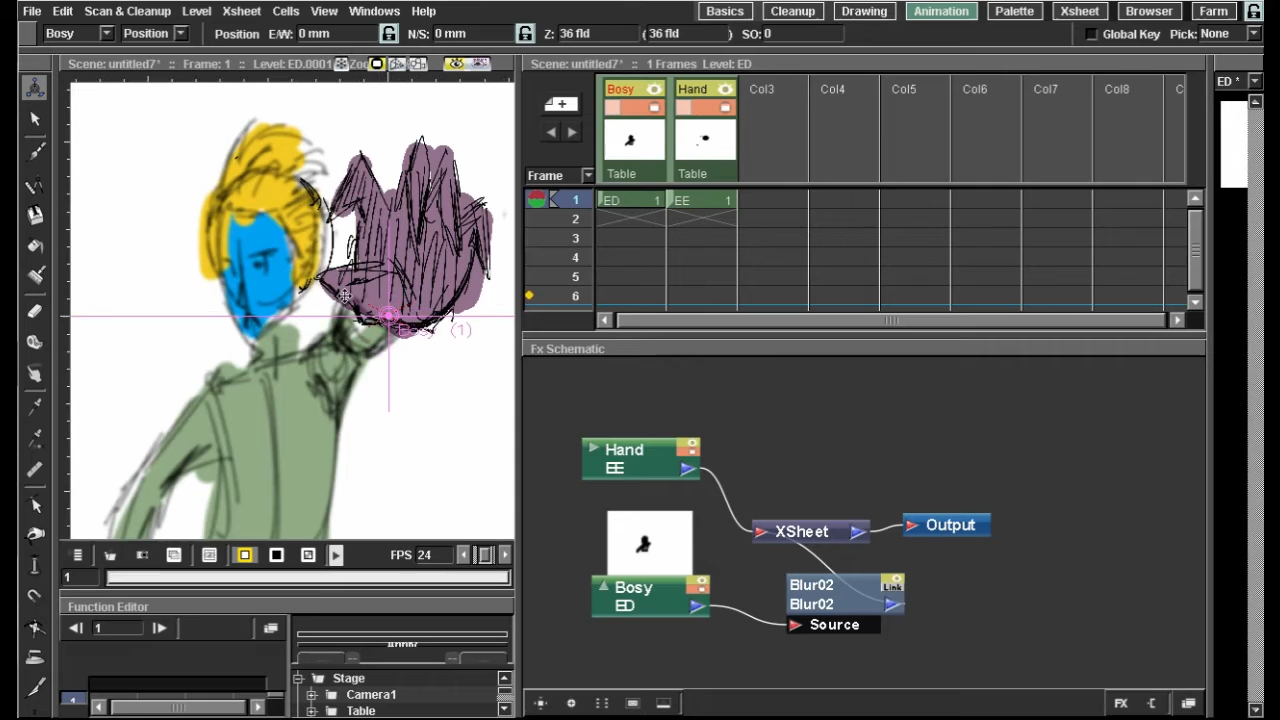 File Edit Scan & Cleanup Level Xsheet Cells View Windows Help Basics Cleanup Drawing Animation Palette Xsheet Browser Farm
Bosy Position Position E/W: 0 mm N/S: 0 mm Z: 36 fld ( 36 fld ) SO: 0 Global Key Pick: None
Scene: untitled7* :: Frame: 1 :: Level: ED.0001 Zoo
Scene: untitled7* :: 1 Frames Level: ED
ED *
Bosy Hand Col3 Col4 Col5 Col6 Col7 Col8 C
Table Table
Frame
1 ED 1 EE 1
2
3
4
5
6
Bosy (1)
Fx Schematic
Hand
EE
XSheet
Output
Bosy
ED
Blur02
Link
Blur02
Source
FPS 24
1
Function Editor
1
Stage
Camera1
Table
FX